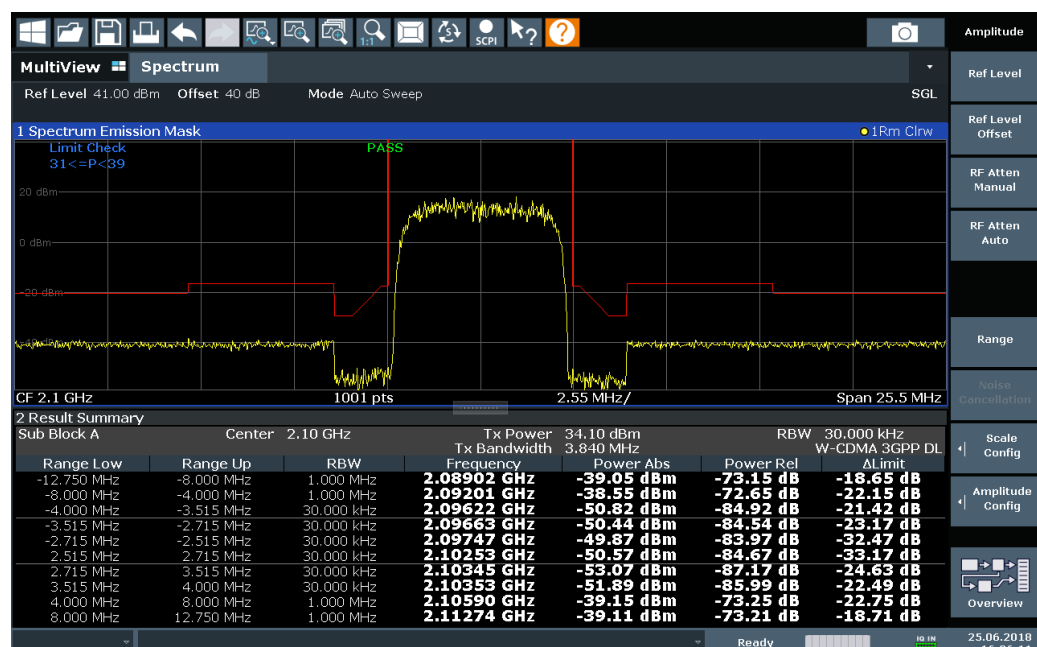 1:1
SCPI
?
?
Amplitude
MultiView Spectrum
Ref Level 41.00 dBm Offset 40 dB Mode Auto Sweep SGL
Ref Level
Ref Level Offset
RF Atten Manual
RF Atten Auto
Range
Noise Cancellation
Scale Config
Amplitude Config
Overview
1 Spectrum Emission Mask 1Rm Clrw
Limit Check PASS
31<=P<39
20 dBm
0 dBm
-20 dBm
CF 2.1 GHz 1001 pts 2.55 MHz/ Span 25.5 MHz
2 Result Summary
Sub Block A Center 2.10 GHz Tx Power 34.10 dBm RBW 30.000 kHz
Tx Bandwidth 3.840 MHz W-CDMA 3GPP DL
Range Low Range Up RBW Frequency Power Abs Power Rel ΔLimit
-12.750 MHz -8.000 MHz 1.000 MHz 2.08902 GHz -39.05 dBm -73.15 dB -18.65 dB
-8.000 MHz -4.000 MHz 1.000 MHz 2.09201 GHz -38.55 dBm -72.65 dB -22.15 dB
-4.000 MHz -3.515 MHz 30.000 kHz 2.09622 GHz -50.82 dBm -84.92 dB -21.42 dB
-3.515 MHz -2.715 MHz 30.000 kHz 2.09663 GHz -50.44 dBm -84.54 dB -23.17 dB
-2.715 MHz -2.515 MHz 30.000 kHz 2.09747 GHz -49.87 dBm -83.97 dB -32.47 dB
2.515 MHz 2.715 MHz 30.000 kHz 2.10253 GHz -50.57 dBm -84.67 dB -33.17 dB
2.715 MHz 3.515 MHz 30.000 kHz 2.10345 GHz -53.07 dBm -87.17 dB -24.63 dB
3.515 MHz 4.000 MHz 30.000 kHz 2.10353 GHz -51.89 dBm -85.99 dB -22.49 dB
4.000 MHz 8.000 MHz 1.000 MHz 2.10590 GHz -39.15 dBm -73.25 dB -22.75 dB
8.000 MHz 12.750 MHz 1.000 MHz 2.11274 GHz -39.11 dBm -73.21 dB -18.71 dB
Ready IQ IN 25.06.2018